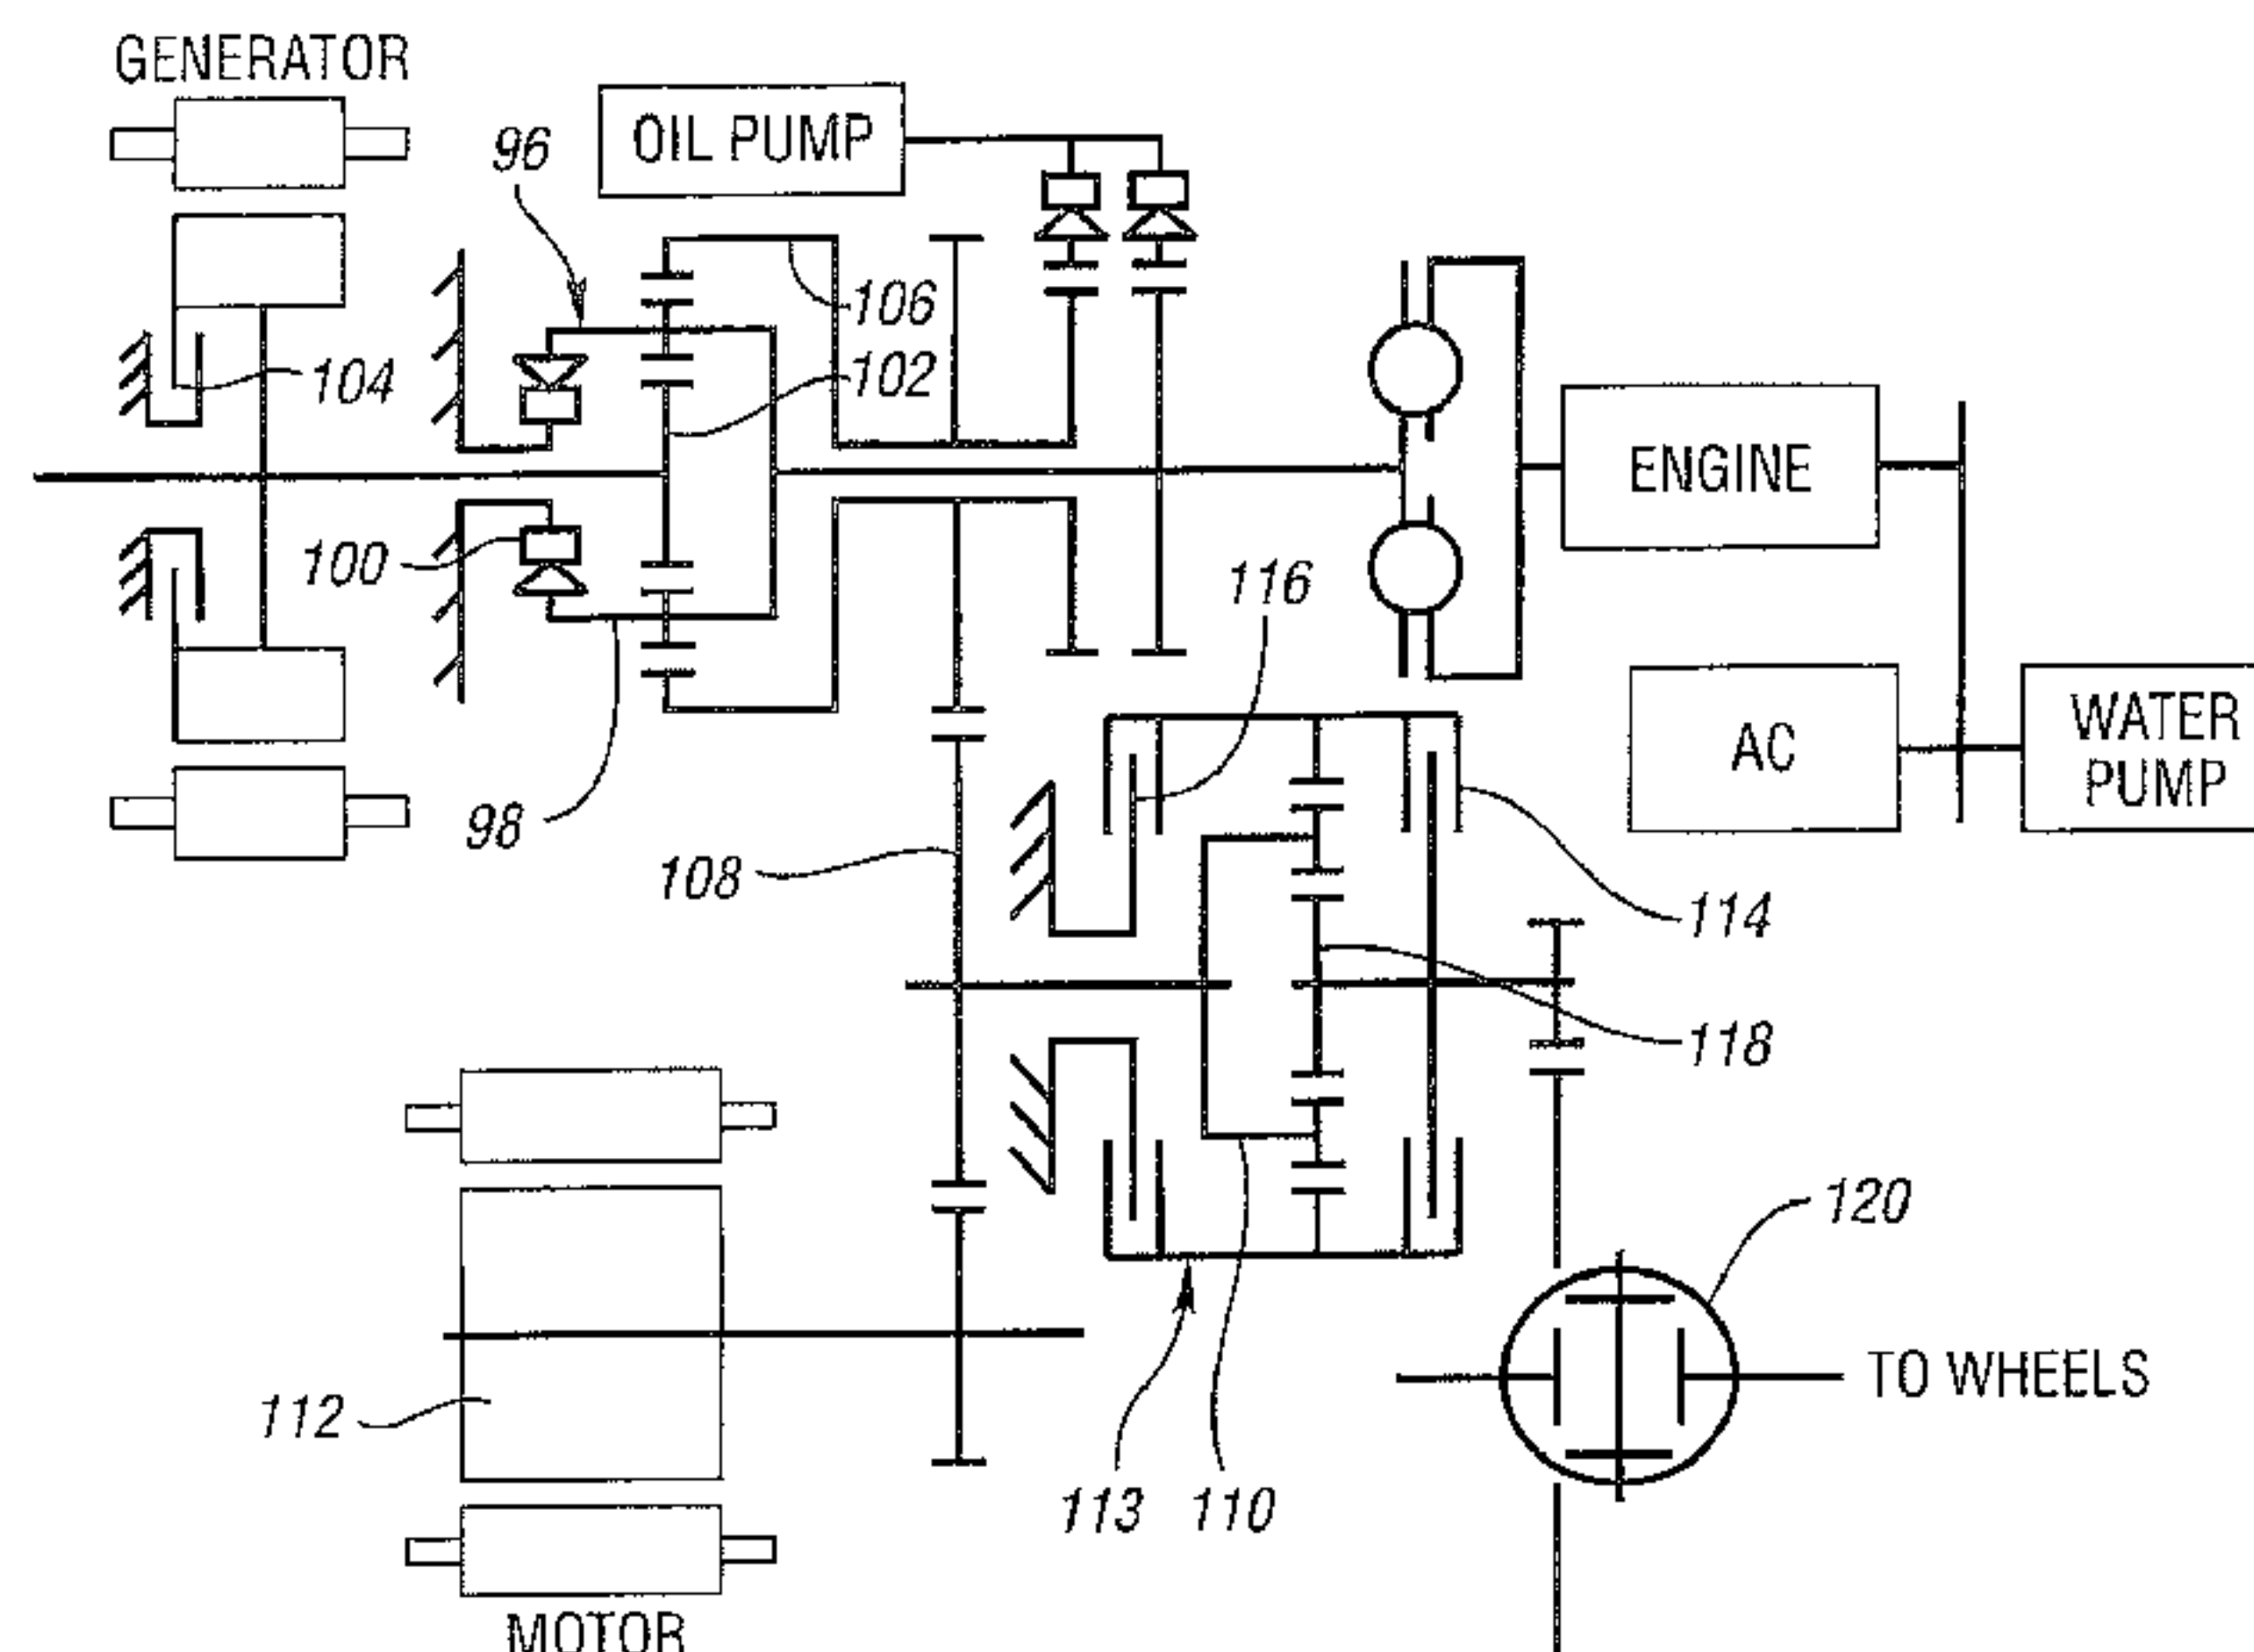 GENERATOR
OIL PUMP
96
106
102
104
ENGINE
100
116
AC
WATER
PUMP
98
108
114
118
120
TO WHEELS
112
113
110
MOTOR